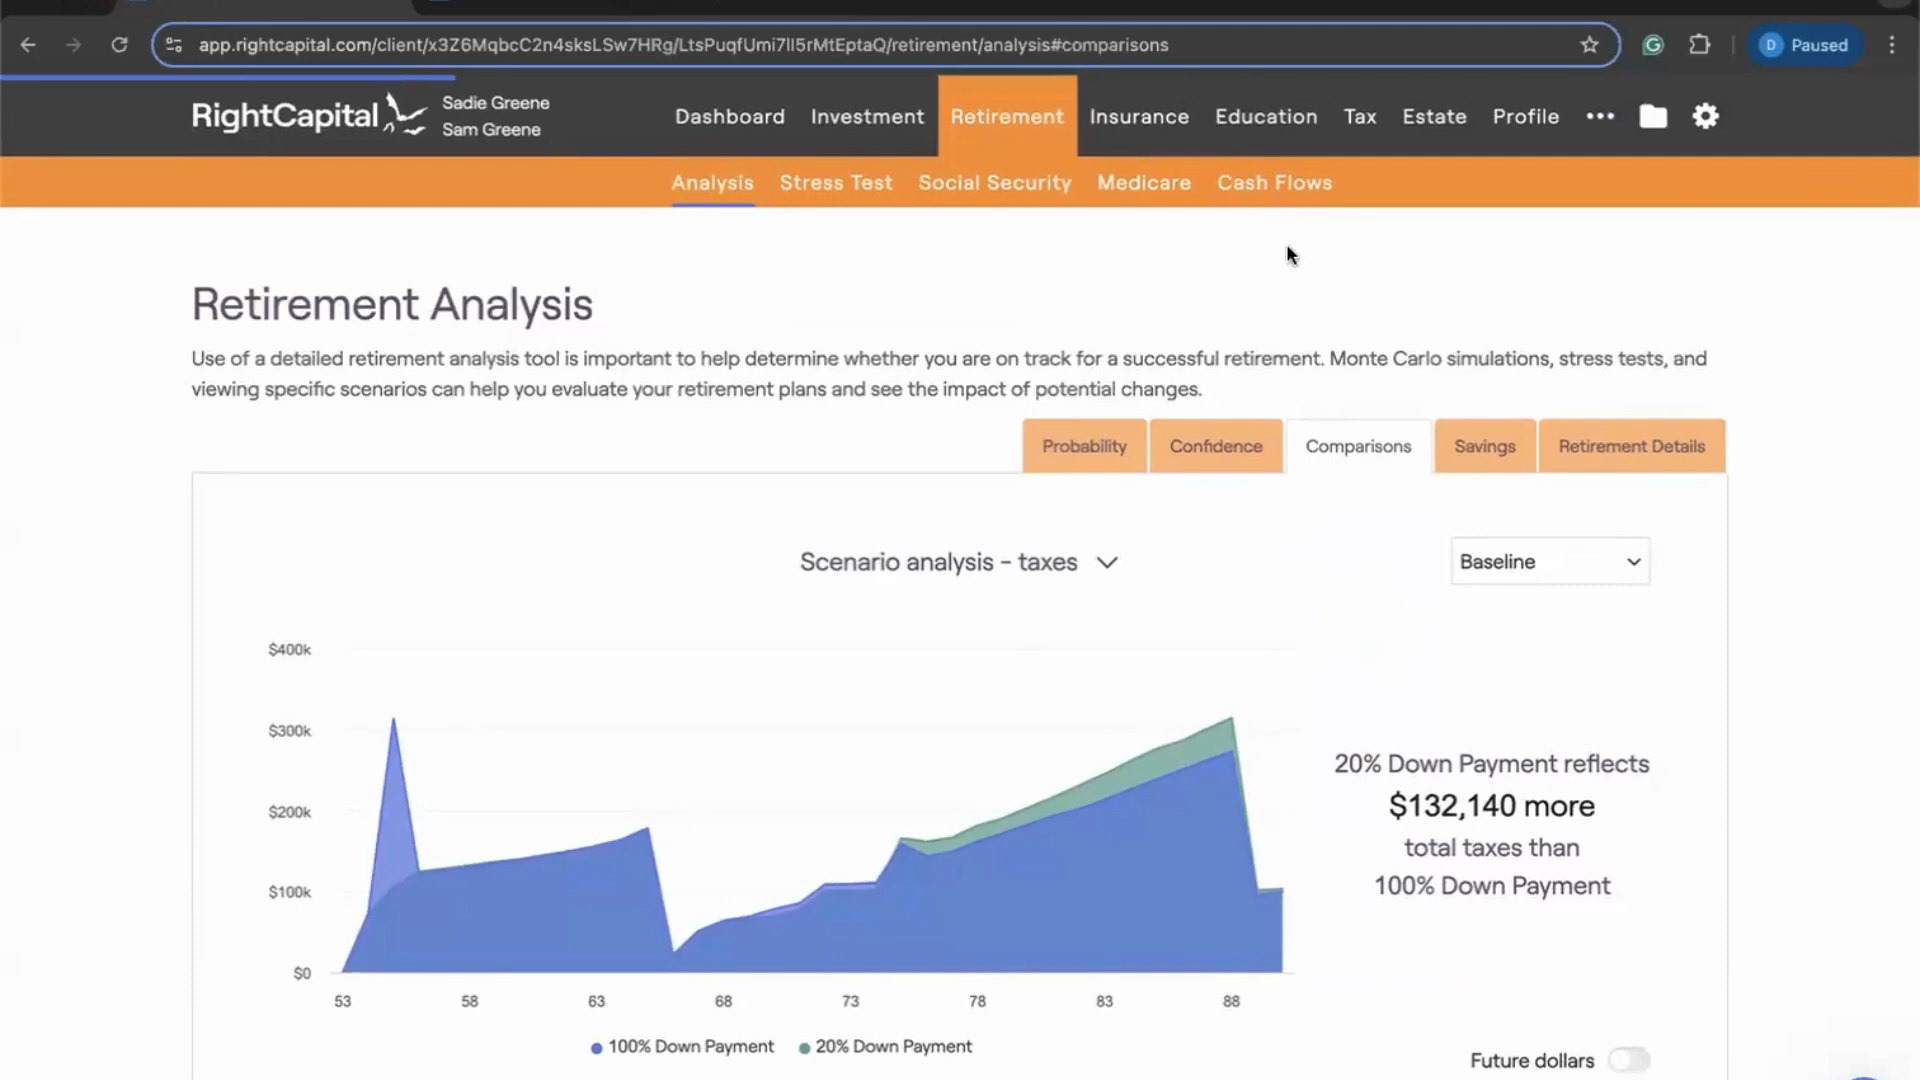 app.rightcapital.com/client/x3Z6MqbcC2n4sksLSw7HRg/LtsPuqfUmi7lI5rMtEptaQ/retirement/analysis#comparisons
D Paused
RightCapital
Sadie Greene
Sam Greene
Dashboard Investment Retirement Insurance Education Tax Estate Profile
Analysis Stress Test Social Security Medicare Cash Flows
Retirement Analysis
Use of a detailed retirement analysis tool is important to help determine whether you are on track for a successful retirement. Monte Carlo simulations, stress tests, and
viewing specific scenarios can help you evaluate your retirement plans and see the impact of potential changes.
Probability Confidence Comparisons Savings Retirement Details
Scenario analysis - taxes
Baseline
$400k
$300k
$200k
$100k
$0
53 58 63 68 73 78 83 88
100% Down Payment 20% Down Payment
20% Down Payment reflects
$132,140 more
total taxes than
100% Down Payment
Future dollars